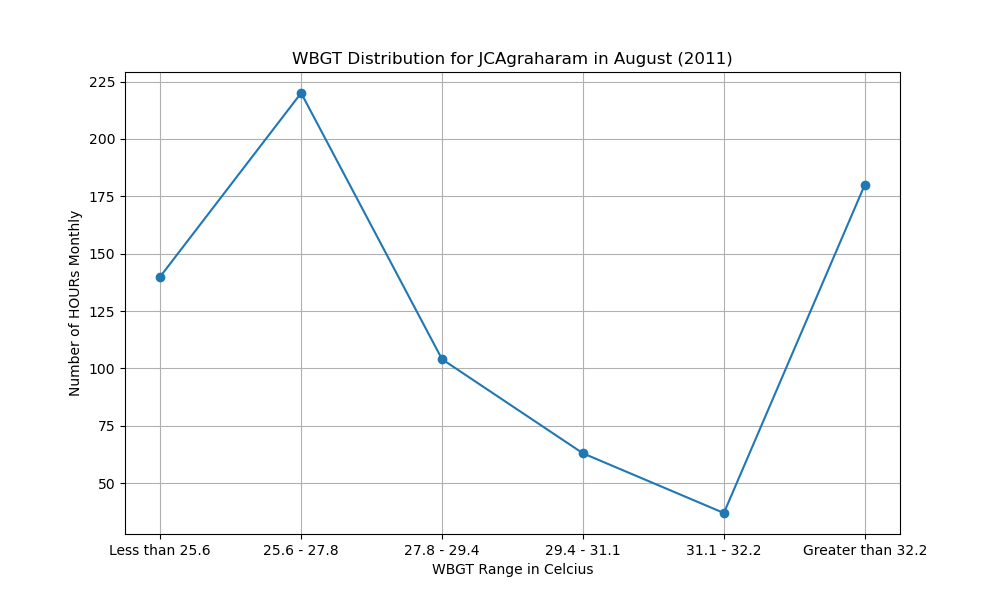 WBGT Distribution for JCAgraharam in August (2011)
Number of HOURs Monthly
225
200
175
150
125
100
75
50
Less than 25.6
25.6 - 27.8
27.8 - 29.4
29.4 - 31.1
31.1 - 32.2
Greater than 32.2
WBGT Range in Celcius